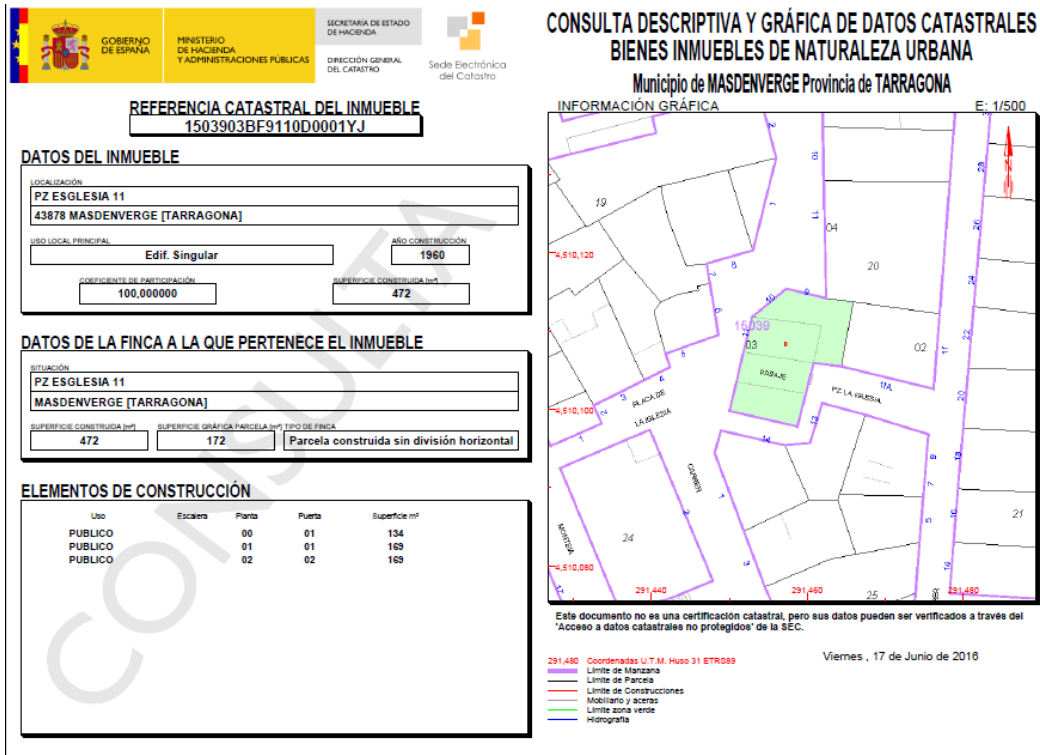 GOBIERNO
DE ESPAÑA
MINISTERIO
DE HACIENDA
Y ADMINISTRACIONES PÚBLICAS
SECRETARÍA DE ESTADO
DE HACIENDA
DIRECCIÓN GENERAL
DEL CATASTRO
Sede Electrónica
del Catastro
REFERENCIA CATASTRAL DEL INMUEBLE
1503903BF9110D0001YJ
DATOS DEL INMUEBLE
LOCALIZACIÓN
PZ ESGLESIA 11
43878 MASDENVERGE [TARRAGONA]
USO LOCAL PRINCIPAL
Edif. Singular
AÑO CONSTRUCCIÓN
1960
COEFICIENTE DE PARTICIPACIÓN
100,000000
SUPERFICIE CONSTRUIDA [m²]
472
DATOS DE LA FINCA A LA QUE PERTENECE EL INMUEBLE
SITUACIÓN
PZ ESGLESIA 11
MASDENVERGE [TARRAGONA]
SUPERFICIE CONSTRUIDA [m²]
472
SUPERFICIE GRÁFICA PARCELA [m²]
172
TIPO DE FINCA
Parcela construida sin división horizontal
ELEMENTOS DE CONSTRUCCIÓN
Uso Escalera Planta Puerta Superficie m²
PUBLICO 00 01 134
PUBLICO 01 01 169
PUBLICO 02 02 169
CONSULTA
CONSULTA DESCRIPTIVA Y GRÁFICA DE DATOS CATASTRALES
BIENES INMUEBLES DE NATURALEZA URBANA
Municipio de MASDENVERGE Provincia de TARRAGONA
INFORMACIÓN GRÁFICA E: 1/500
19
04
20
4,510,120
15039
03
02
PASAJE
PZ LA IGLESIA
11A
PLACA DE
LA IGLESIA
4,510,100
CARRER
MONTSIA
24
21
4,510,080
291,440
291,460
25
291,480
Este documento no es una certificación catastral, pero sus datos pueden ser verificados a través del
'Acceso a datos catastrales no protegidos' de la SEC.
Viernes , 17 de Junio de 2016
291,480 Coordenadas U.T.M. Huso 31 ETRS89
Límite de Manzana
Límite de Parcela
Límite de Construcciones
Mobiliario y aceras
Límite zona verde
Hidrografía